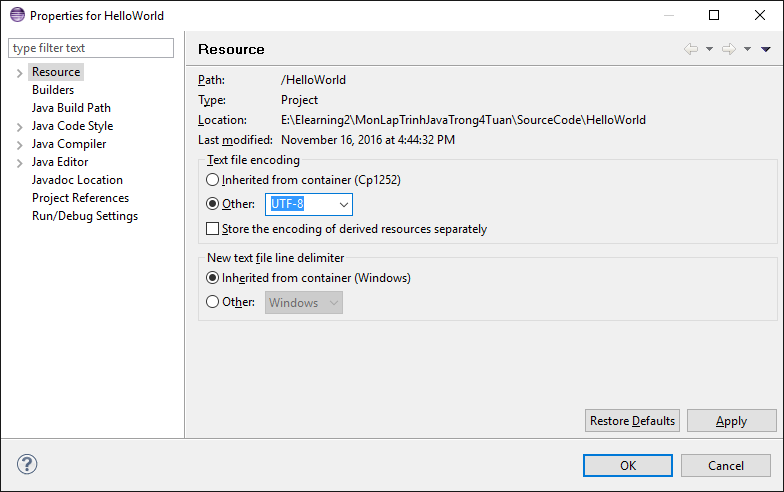 Properties for HelloWorld
type filter text
Resource
Builders
Java Build Path
Java Code Style
Java Compiler
Java Editor
Javadoc Location
Project References
Run/Debug Settings
Resource
Path: /HelloWorld
Type: Project
Location: E:\Elearning2\MonLapTrinhJavaTrong4Tuan\SourceCode\HelloWorld
Last modified: November 16, 2016 at 4:44:32 PM
Text file encoding
Inherited from container (Cp1252)
Other: UTF-8
Store the encoding of derived resources separately
New text file line delimiter
Inherited from container (Windows)
Other: Windows
Restore Defaults Apply
? OK Cancel